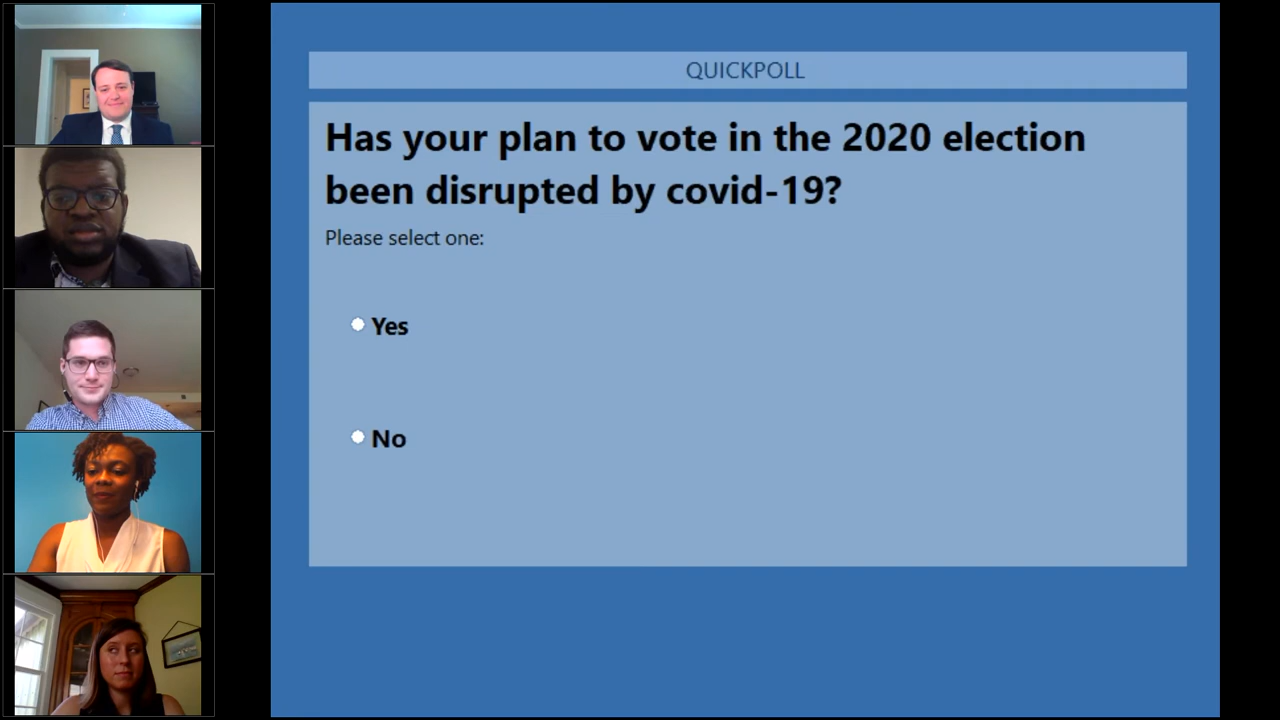 QUICKPOLL
Has your plan to vote in the 2020 election
been disrupted by covid-19?
Please select one:
Yes
No